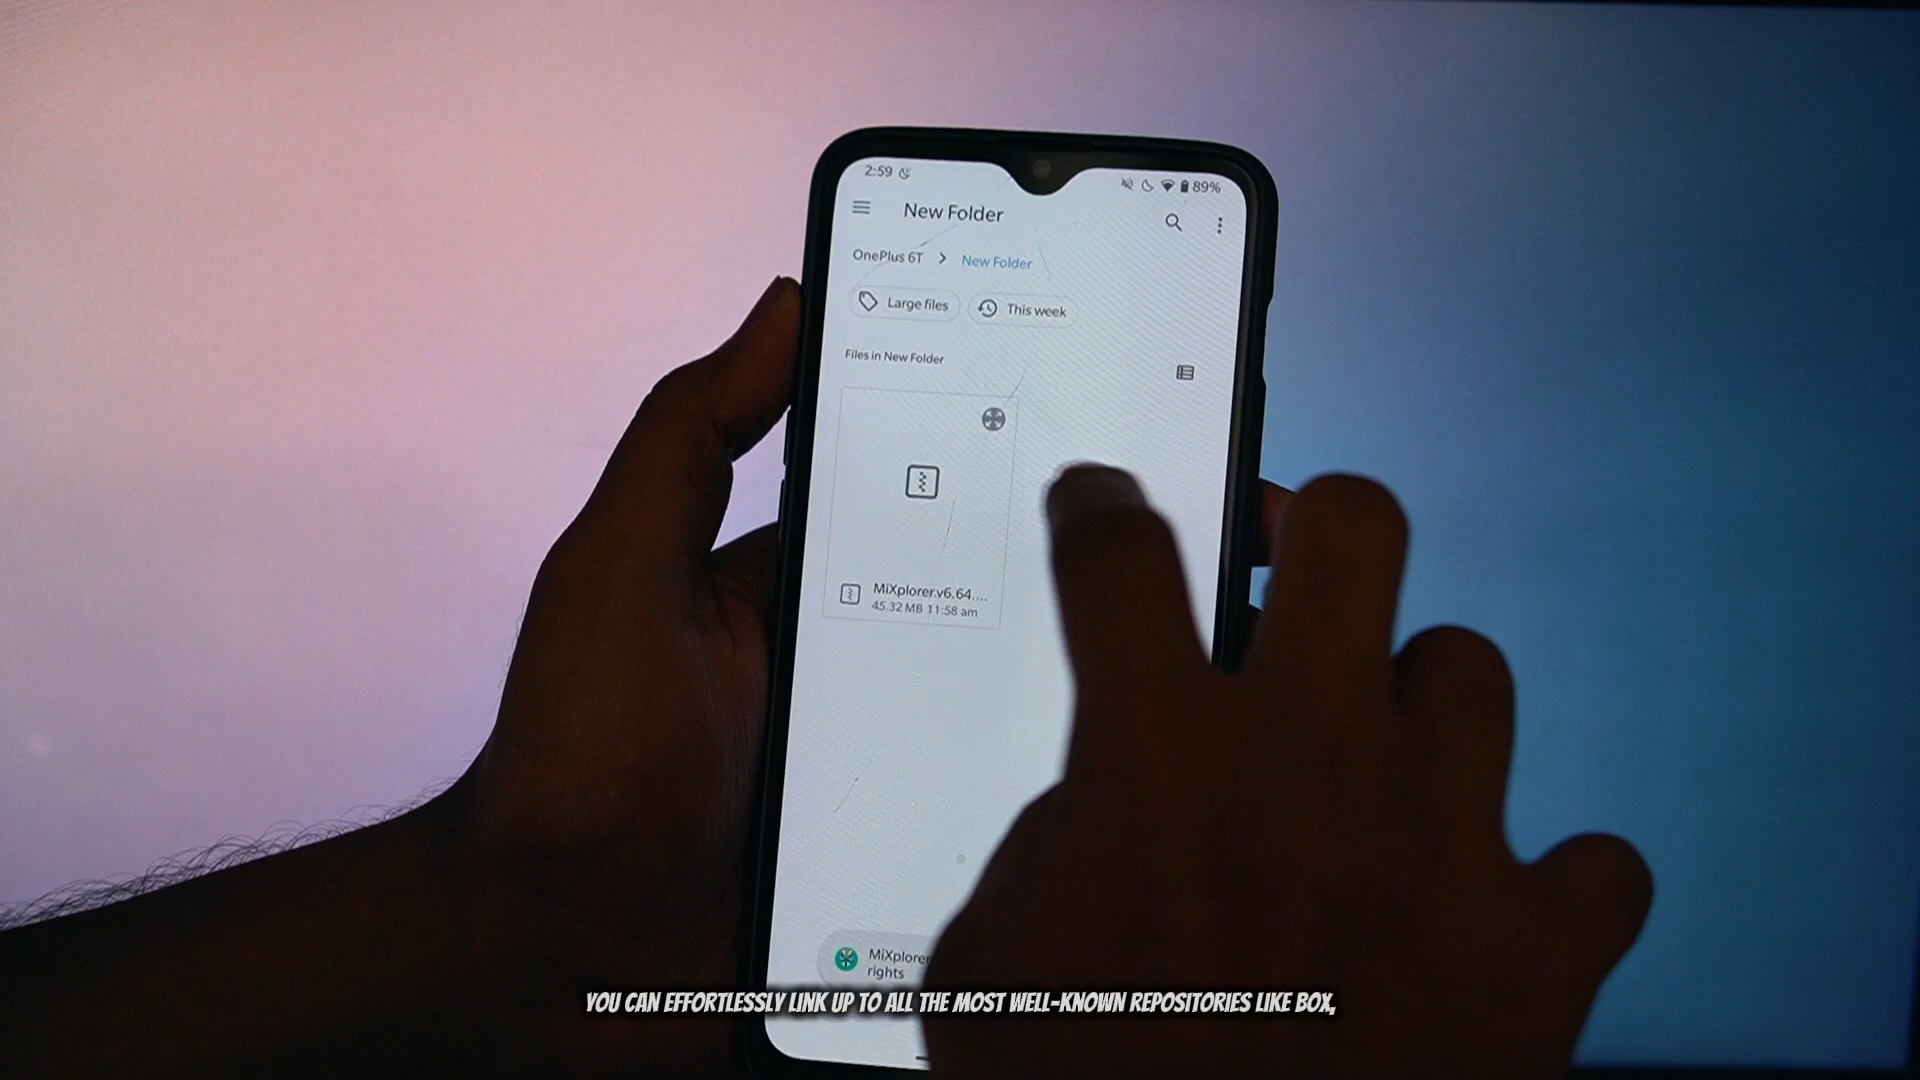 2:59
89%
New Folder
OnePlus 6T > New Folder
Large files
This week
Files in New Folder
MiXplorer.v6.64....
45.32 MB 11:58 am
MiXplorer
rights
YOU CAN EFFORTLESSLY LINK UP TO ALL THE MOST WELL-KNOWN REPOSITORIES LIKE BOX,